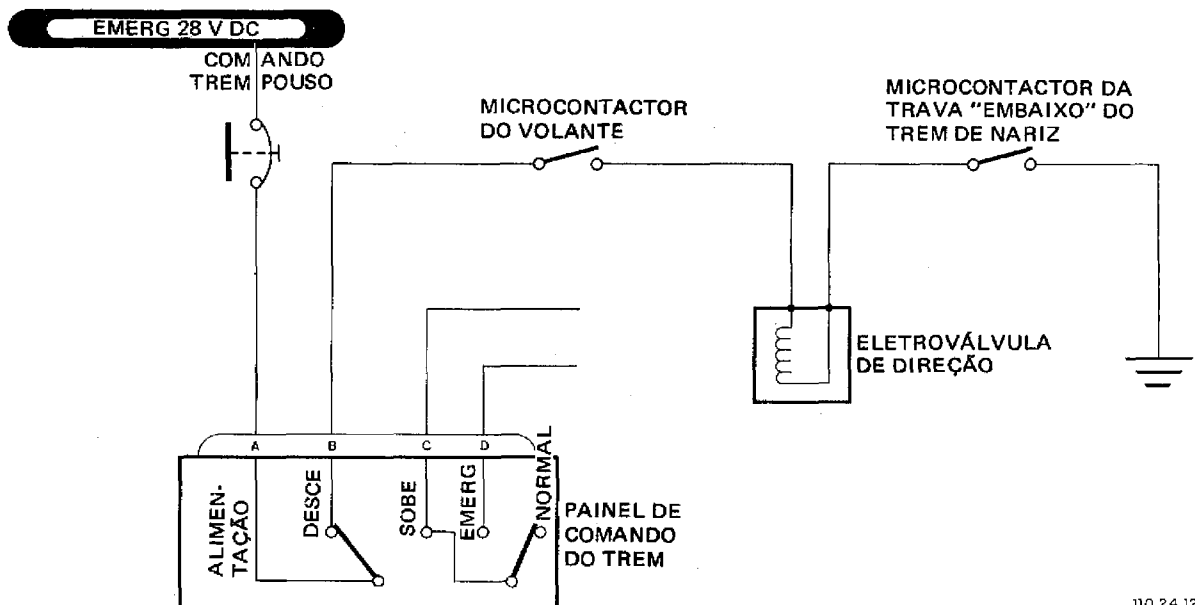 EMERG 28 V DC
COMANDO
TREM POUSO
MICROCONTACTOR
DO VOLANTE
MICROCONTACTOR DA
TRAVA "EMBAIXO" DO
TREM DE NARIZ
ELETROVÁLVULA
DE DIREÇÃO
A B C D
ALIMEN-
TAÇÃO
DESCE
SOBE
EMERG
NORMAL
PAINEL DE
COMANDO
DO TREM